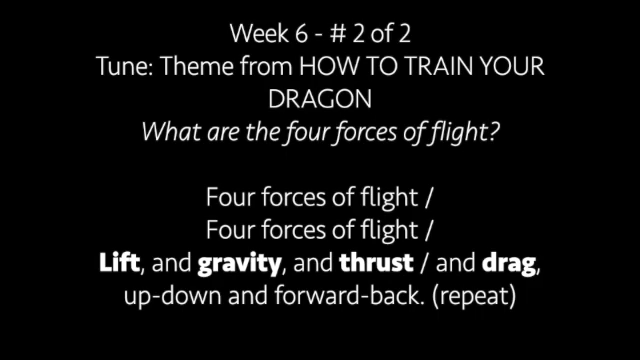 Week 6 - # 2 of 2
Tune: Theme from HOW TO TRAIN YOUR
DRAGON
What are the four forces of flight?
Four forces of flight /
Four forces of flight /
Lift, and gravity, and thrust / and drag,
up-down and forward-back. (repeat)